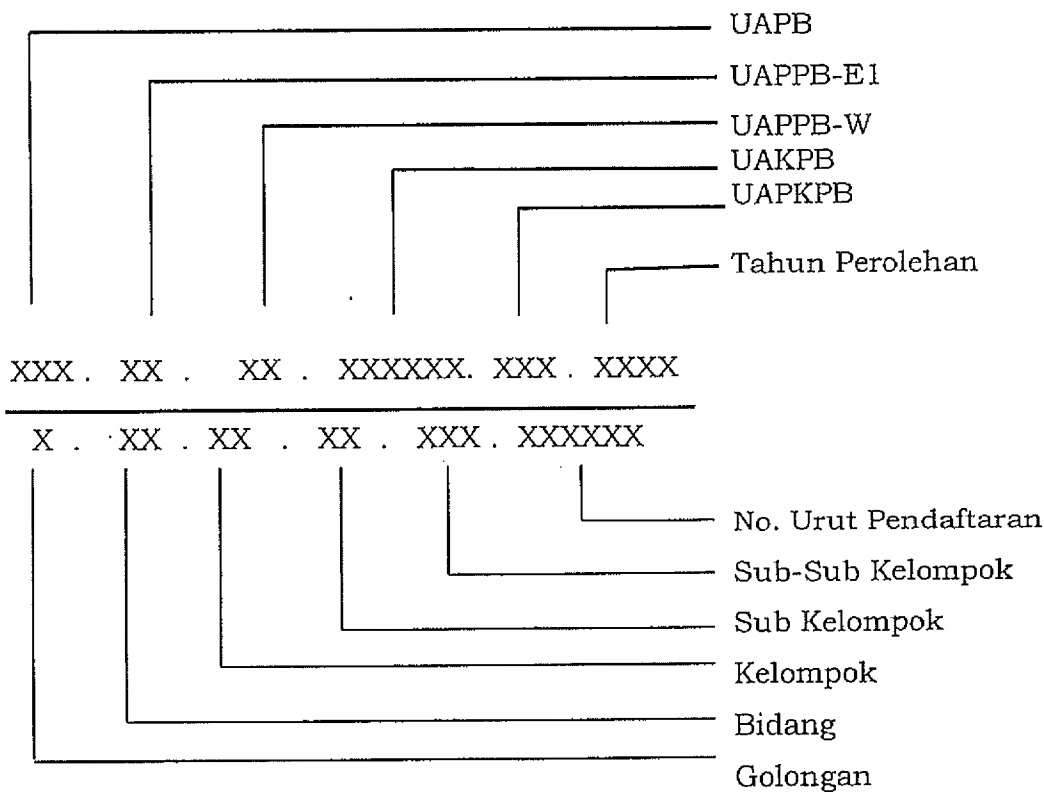 UAPB
UAPPB-E1
UAPPB-W
UAKPB
UAPKPB
Tahun Perolehan
XXX . XX . XX . XXXXXX. XXX . XXXX
X . XX . XX . XX . XXX . XXXXXX
No. Urut Pendaftaran
Sub-Sub Kelompok
Sub Kelompok
Kelompok
Bidang
Golongan